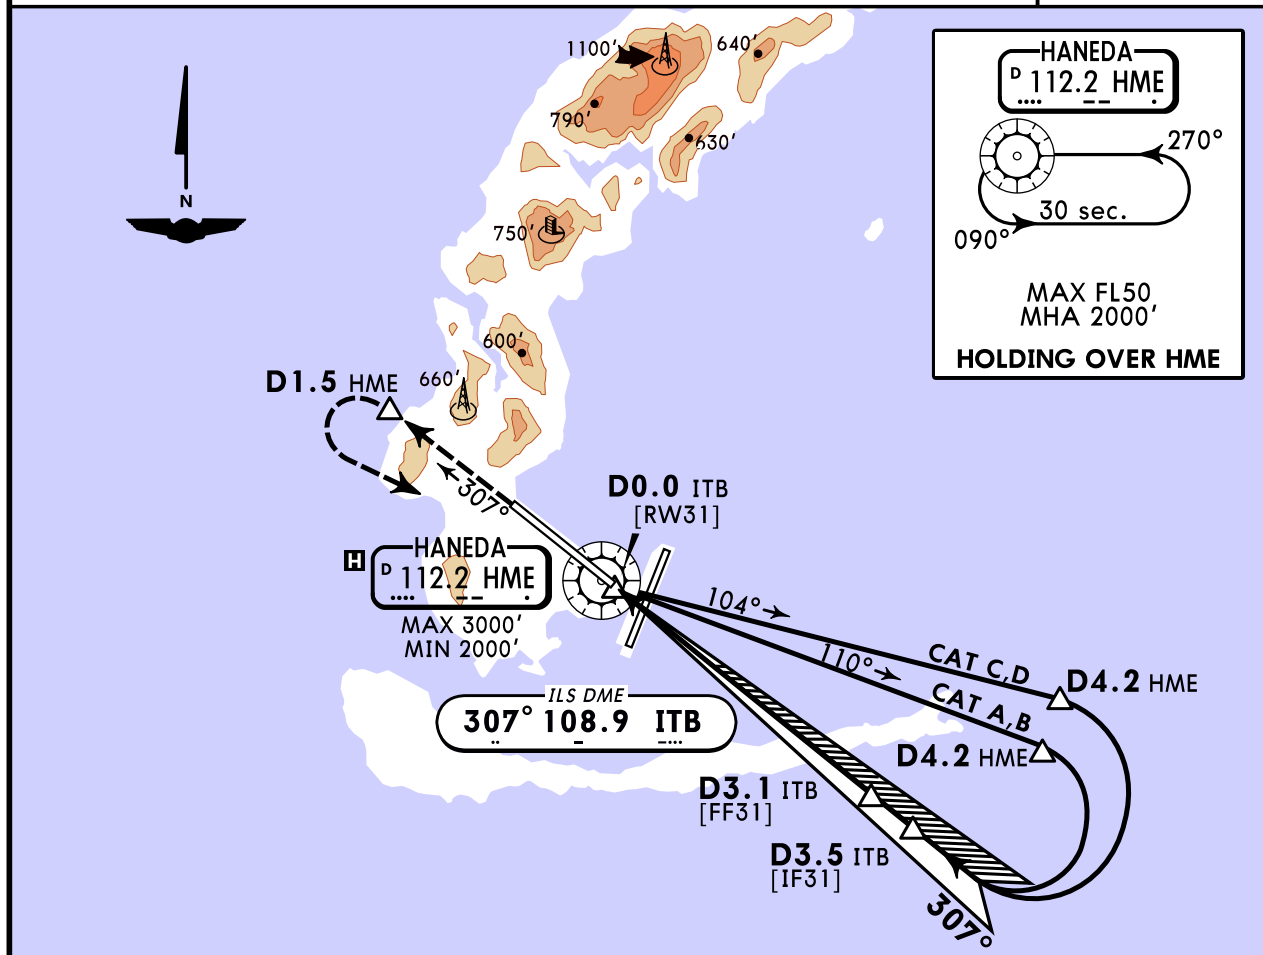 1100'
640'
790'
630'
N
750'
600'
660'
HANEDA
D 112.2 HME
270°
30 sec.
090°
MAX FL50
MHA 2000'
HOLDING OVER HME
D1.5 HME
307°
D0.0 ITB
[RW31]
H
HANEDA
D 112.2 HME
MAX 3000'
MIN 2000'
104°
110°
CAT C,D
CAT A,B
D4.2 HME
D4.2 HME
ILS DME
307° 108.9 ITB
D3.1 ITB
[FF31]
D3.5 ITB
[IF31]
307°